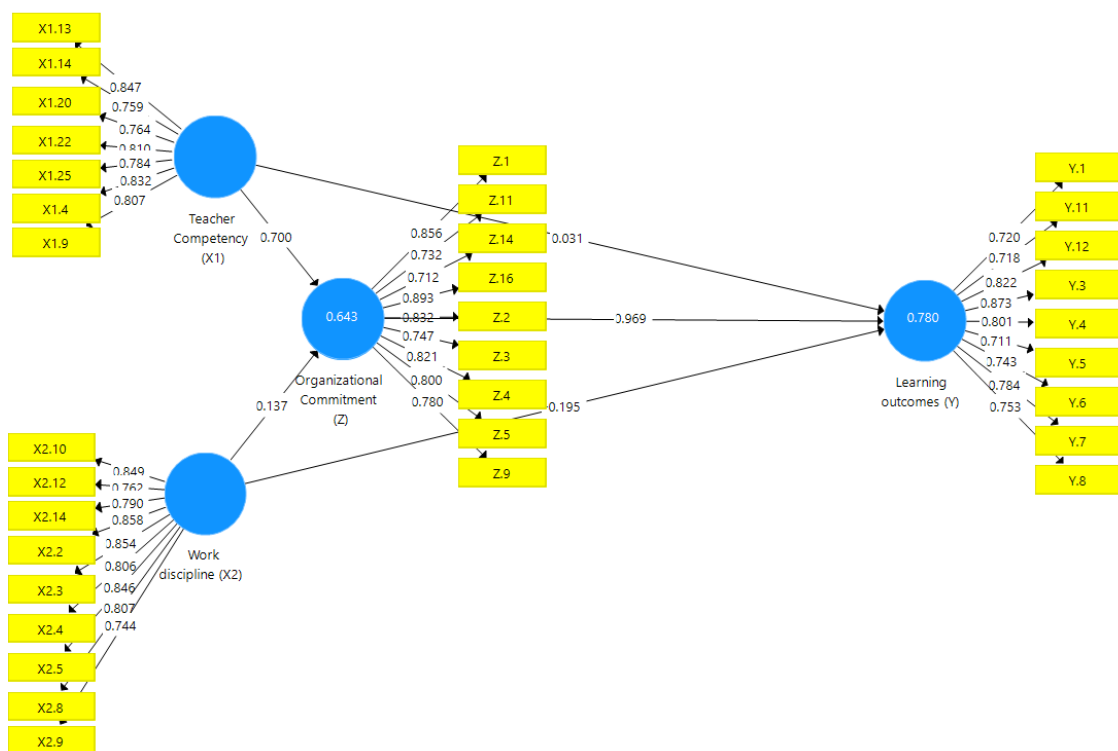 X1.13
X1.14
X1.20
X1.22
X1.25
X1.4
X1.9
0.847
0.759
0.764
0.810
0.784
0.832
0.807
Teacher
Competency
(X1)
0.700
0.031
Z.1
Z.11
Z.14
Z.16
Z.2
Z.3
Z.4
Z.5
Z.9
0.856
0.732
0.712
0.893
0.832
0.747
0.821
0.800
0.780
0.643
Organizational
Commitment
(Z)
0.969
0.137
0.195
X2.10
X2.12
X2.14
X2.2
X2.3
X2.4
X2.5
X2.8
X2.9
0.849
0.762
0.790
0.858
0.854
0.806
0.846
0.807
0.744
Work
discipline (X2)
Y.1
Y.11
Y.12
Y.3
Y.4
Y.5
Y.6
Y.7
Y.8
0.720
0.718
0.822
0.873
0.801
0.711
0.743
0.784
0.753
0.780
Learning
outcomes (Y)